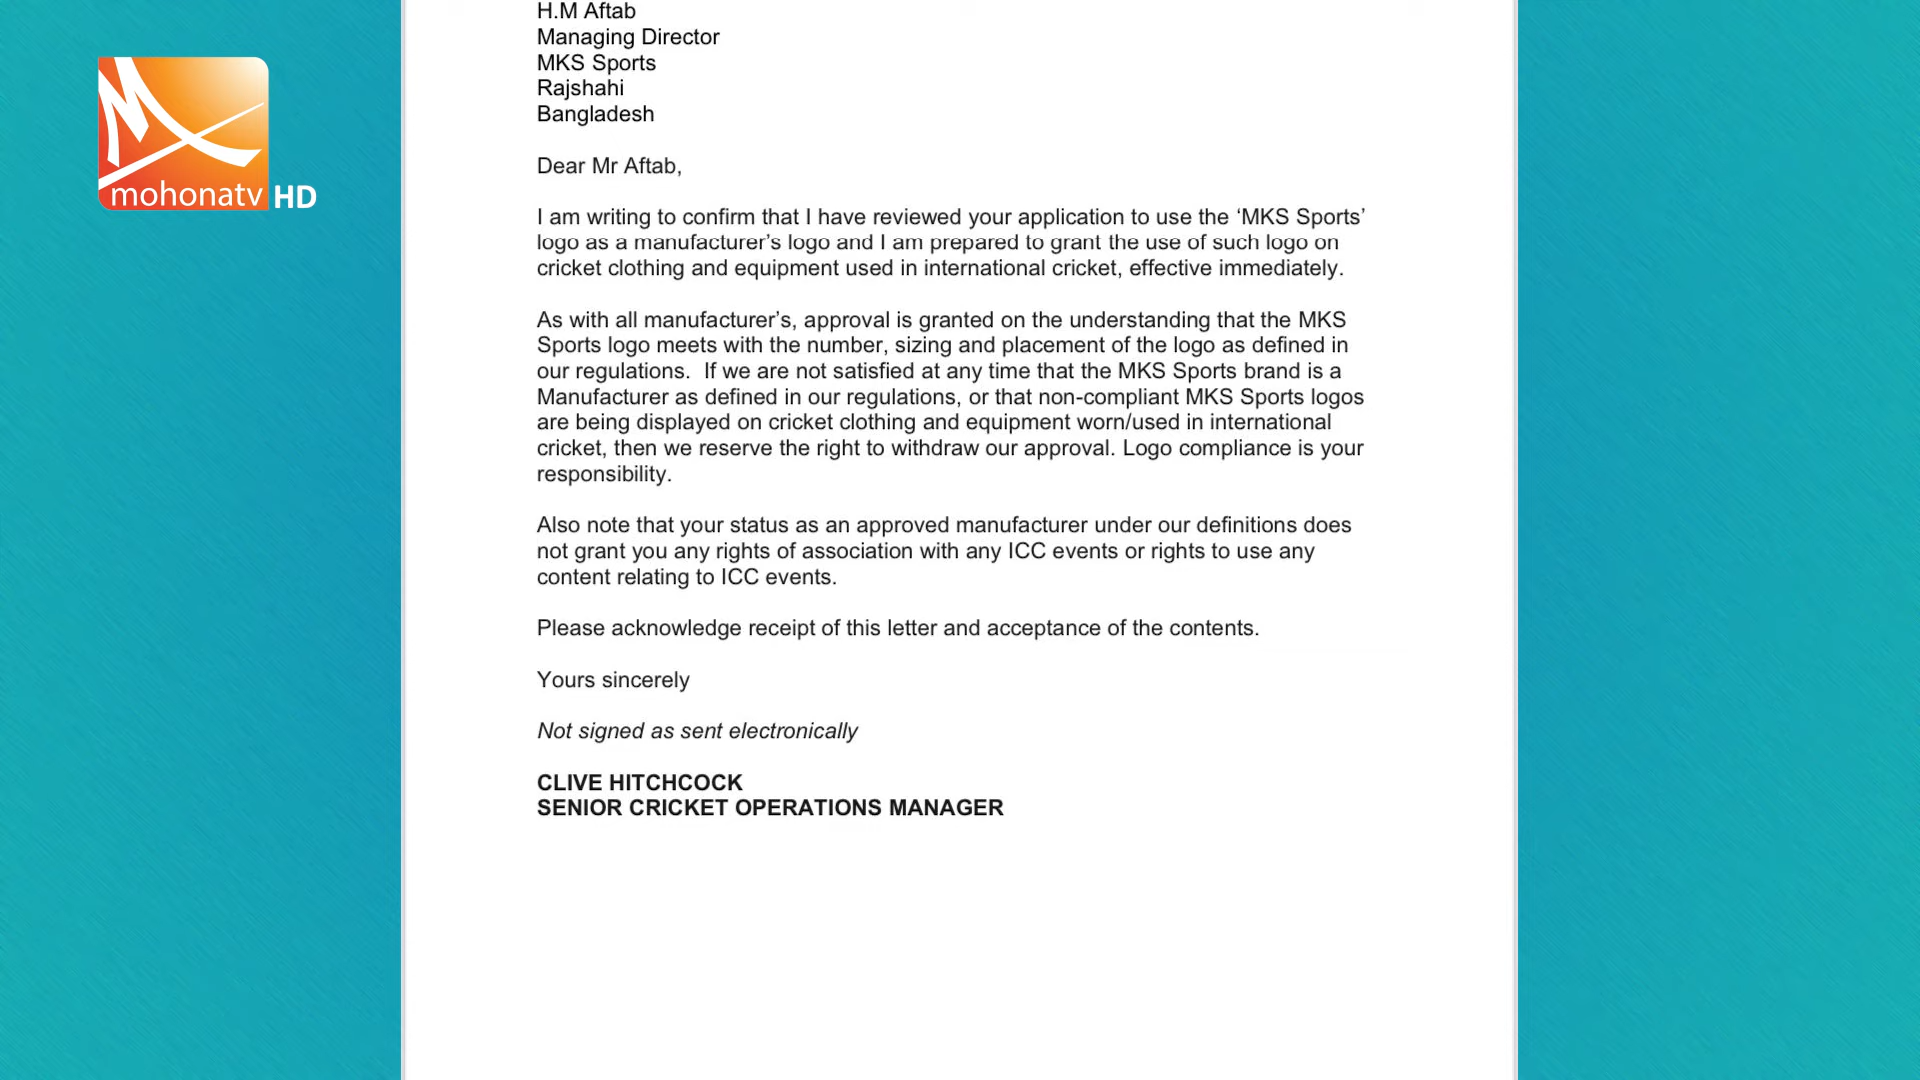 H.M Aftab
Managing Director
MKS Sports
Rajshahi
Bangladesh
mohonatv HD
Dear Mr Aftab,
I am writing to confirm that I have reviewed your application to use the ‘MKS Sports’
logo as a manufacturer’s logo and I am prepared to grant the use of such logo on
cricket clothing and equipment used in international cricket, effective immediately.
As with all manufacturer’s, approval is granted on the understanding that the MKS
Sports logo meets with the number, sizing and placement of the logo as defined in
our regulations.  If we are not satisfied at any time that the MKS Sports brand is a
Manufacturer as defined in our regulations, or that non-compliant MKS Sports logos
are being displayed on cricket clothing and equipment worn/used in international
cricket, then we reserve the right to withdraw our approval. Logo compliance is your
responsibility.
Also note that your status as an approved manufacturer under our definitions does
not grant you any rights of association with any ICC events or rights to use any
content relating to ICC events.
Please acknowledge receipt of this letter and acceptance of the contents.
Yours sincerely
Not signed as sent electronically
CLIVE HITCHCOCK
SENIOR CRICKET OPERATIONS MANAGER